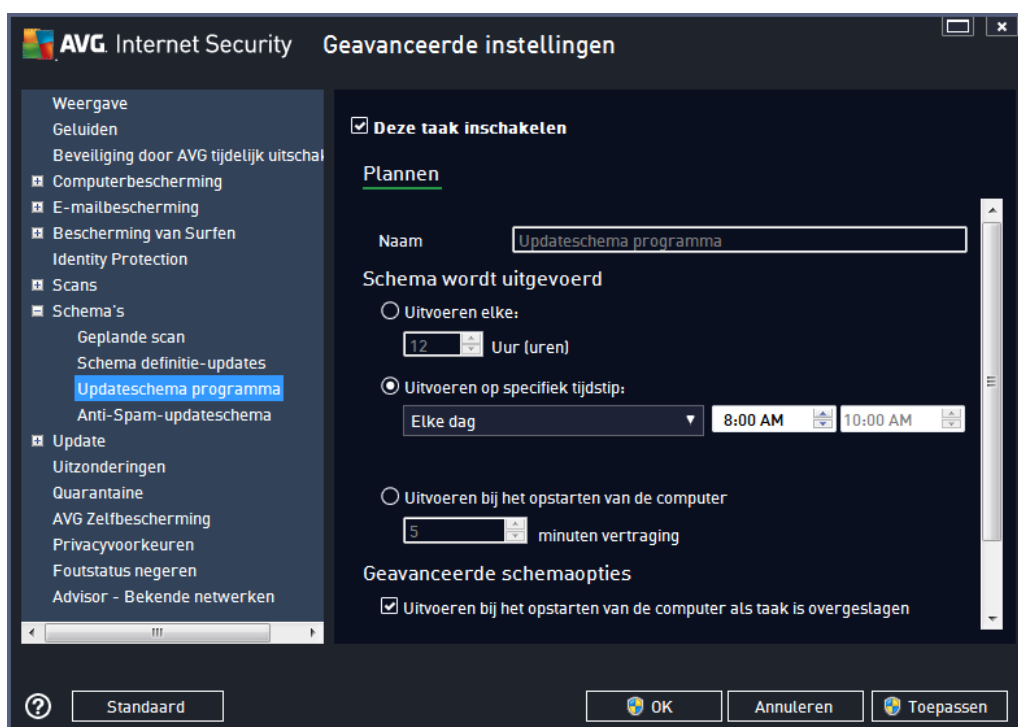 AVG. Internet Security Geavanceerde instellingen
Weergave
Geluiden
Beveiliging door AVG tijdelijk uitschak
Computerbescherming
E-mailbescherming
Bescherming van Surfen
Identity Protection
Scans
Schema's
Geplande scan
Schema definitie-updates
Updateschema programma
Anti-Spam-updateschema
Update
Uitzonderingen
Quarantaine
AVG Zelfbescherming
Privacyvoorkeuren
Foutstatus negeren
Advisor - Bekende netwerken
Deze taak inschakelen
Plannen
Naam Updateschema programma
Schema wordt uitgevoerd
Uitvoeren elke:
12 Uur (uren)
Uitvoeren op specifiek tijdstip:
Elke dag 8:00 AM 10:00 AM
Uitvoeren bij het opstarten van de computer
5 minuten vertraging
Geavanceerde schemaopties
Uitvoeren bij het opstarten van de computer als taak is overgeslagen
? Standaard OK Annuleren Toepassen